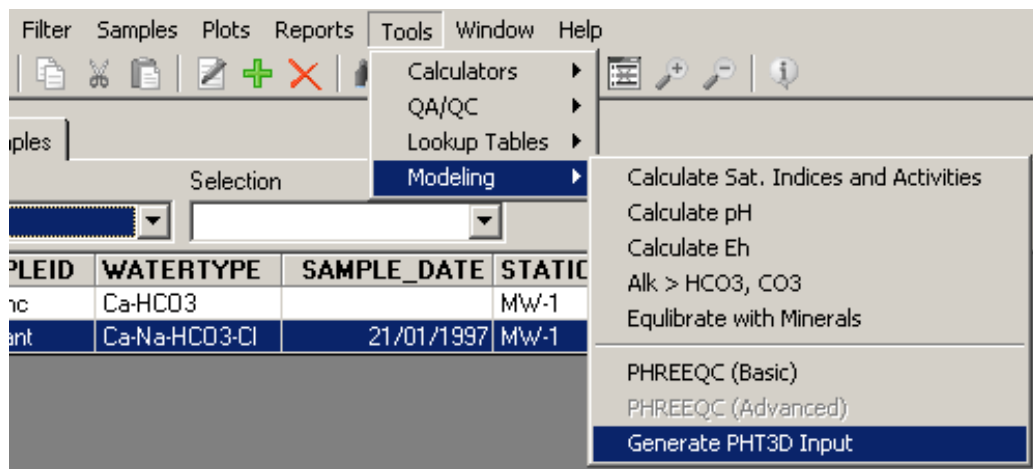 Filter Samples Plots Reports Tools Window Help
Calculators
QA/QC
Lookup Tables
Modeling
Selection
Calculate Sat. Indices and Activities
Calculate pH
Calculate Eh
Alk > HCO3, CO3
Equlibrate with Minerals
PHREEQC (Basic)
PHREEQC (Advanced)
Generate PHT3D Input
WATERTYPE SAMPLE_DATE
Ca-HCO3 MW-1
Ca-Na-HCO3-Cl 21/01/1997 MW-1